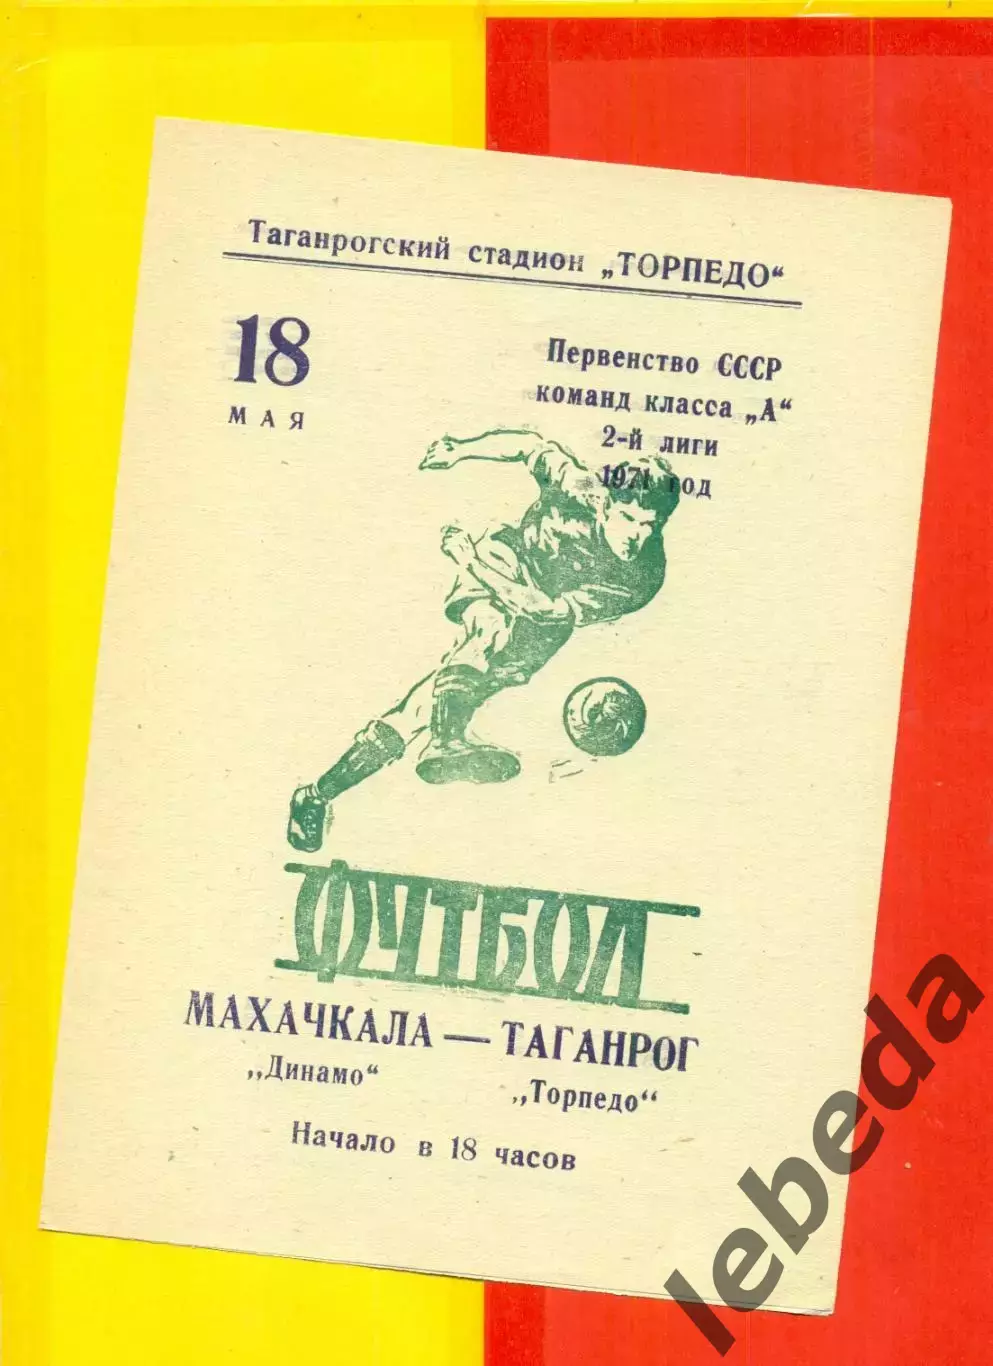 Таганрогский стадион „ТОРПЕДО“
18
МАЯ
Первенство СССР
команд класса „А“
2-й лиги
1971 год
ФУТБОЛ
МАХАЧКАЛА — ТАГАНРОГ
„Динамо“ „Торпедо“
Начало в 18 часов
lebeda